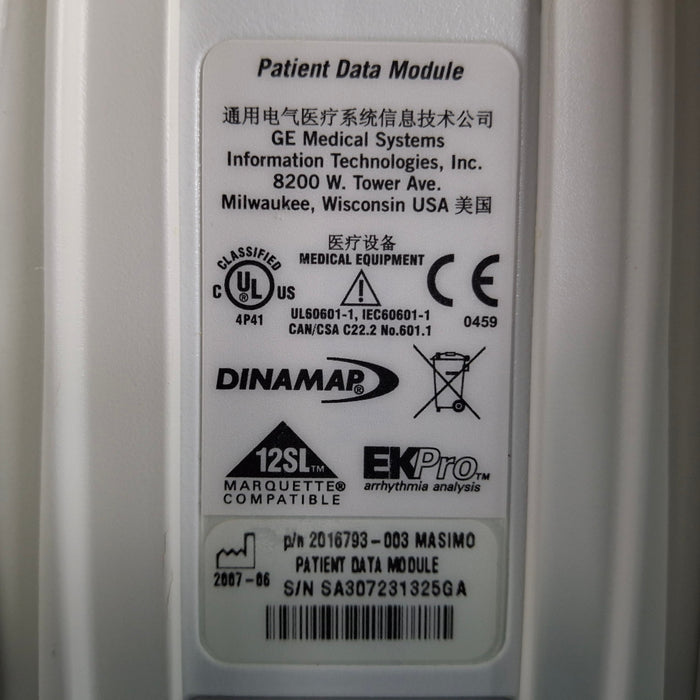 Patient Data Module
通用电气医疗系统信息技术公司
GE Medical Systems
Information Technologies, Inc.
8200 W. Tower Ave.
Milwaukee, Wisconsin USA 美国
医疗设备
MEDICAL EQUIPMENT
CLASSIFIED
C UL® US
4P41
UL60601-1, IEC60601-1
CAN/CSA C22.2 No.601.1
CE
0459
DINAMAP®
12SL™
MARQUETTE®
COMPATIBLE
EKPro™
arrhythmia analysis
p/n 2016793-003 MASIMO
PATIENT DATA MODULE
2007-06
S/N SA307231325GA